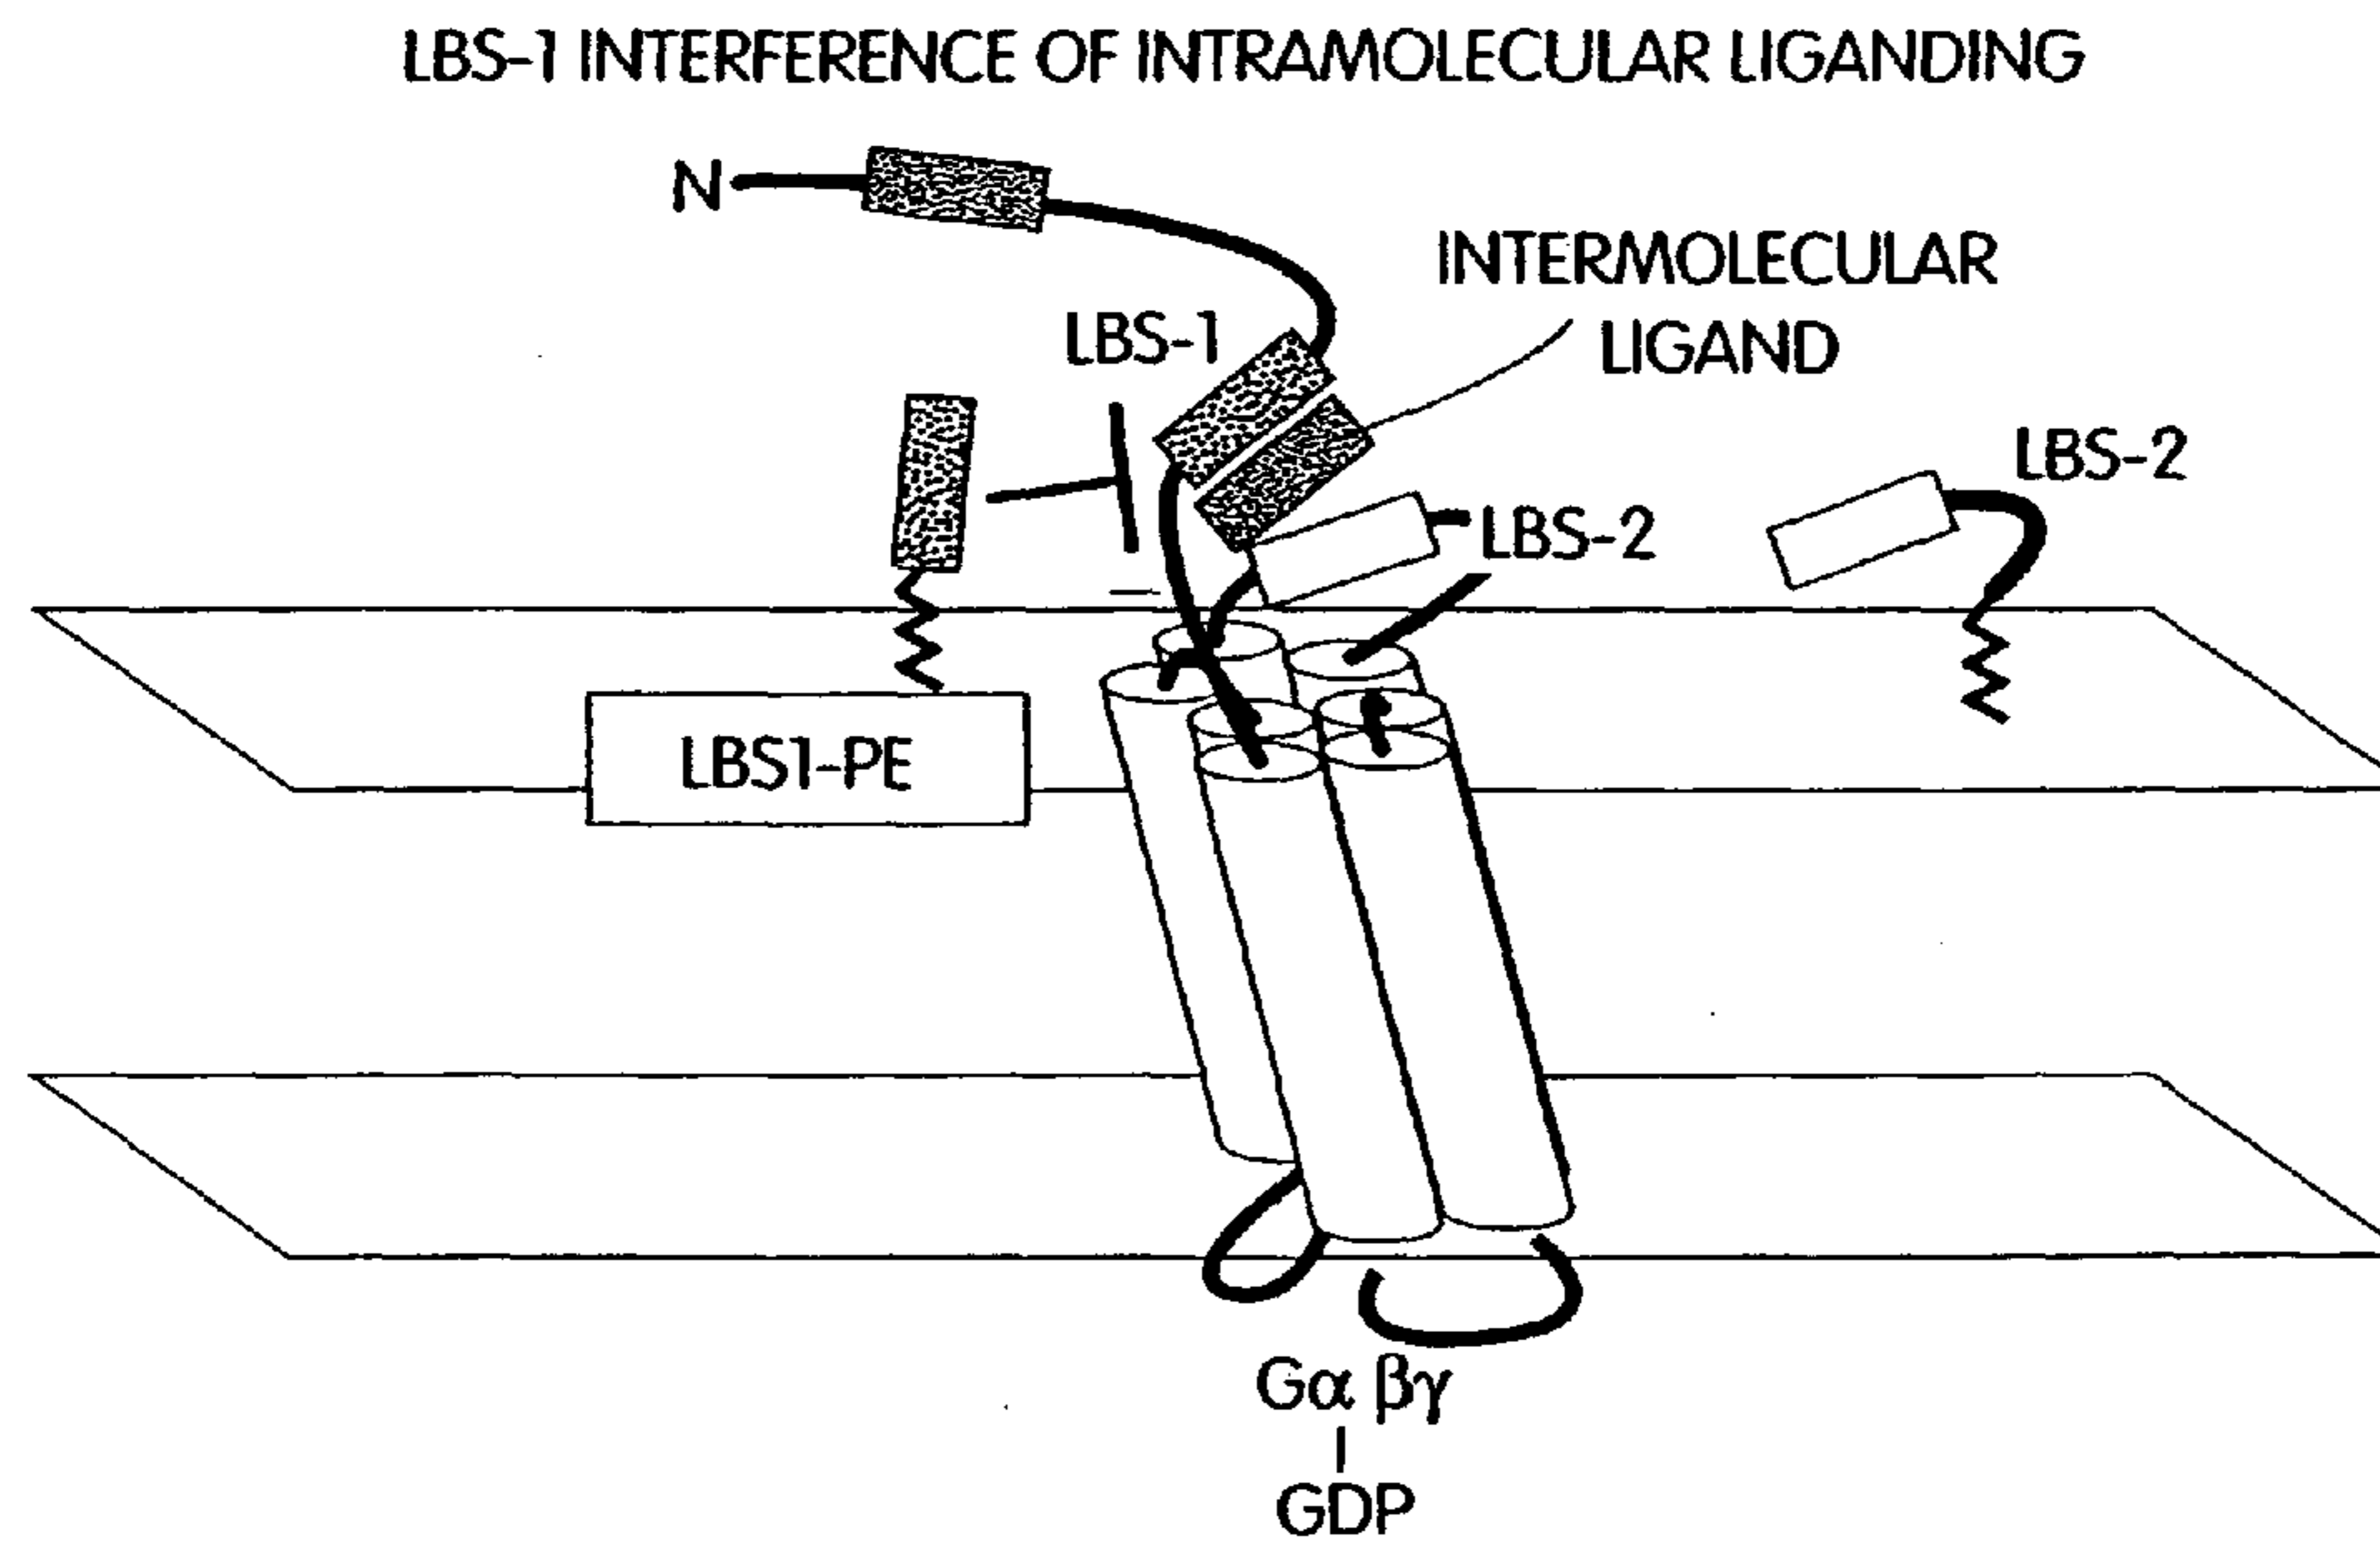 LBS-1 INTERFERENCE OF INTRAMOLECULAR LIGANDING
N
INTERMOLECULAR
LIGAND
LBS-1
LBS-2
LBS-2
LBS1-PE
Gα βγ
GDP